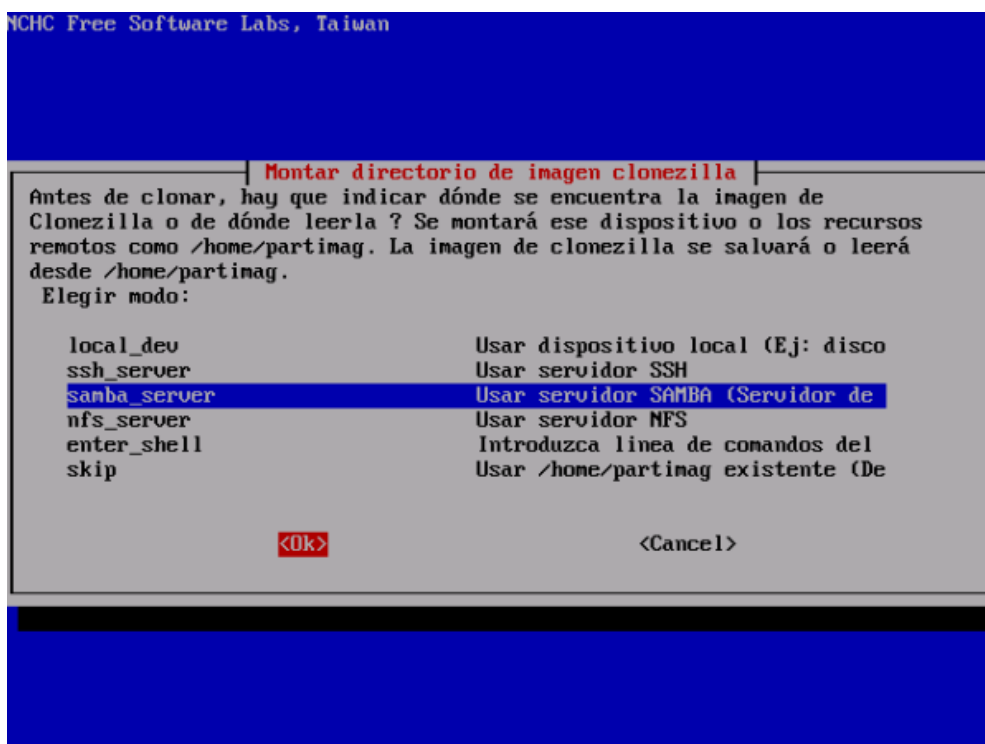 NCHC Free Software Labs, Taiwan
Montar directorio de imagen clonezilla
Antes de clonar, hay que indicar dónde se encuentra la imagen de
Clonezilla o de dónde leerla ? Se montará ese dispositivo o los recursos
remotos como /home/partimag. La imagen de clonezilla se salvará o leerá
desde /home/partimag.
Elegir modo:
local_dev Usar dispositivo local (Ej: disco
ssh_server Usar servidor SSH
samba_server Usar servidor SAMBA (Servidor de
nfs_server Usar servidor NFS
enter_shell Introduzca linea de comandos del
skip Usar /home/partimag existente (De
<Ok> <Cancel>